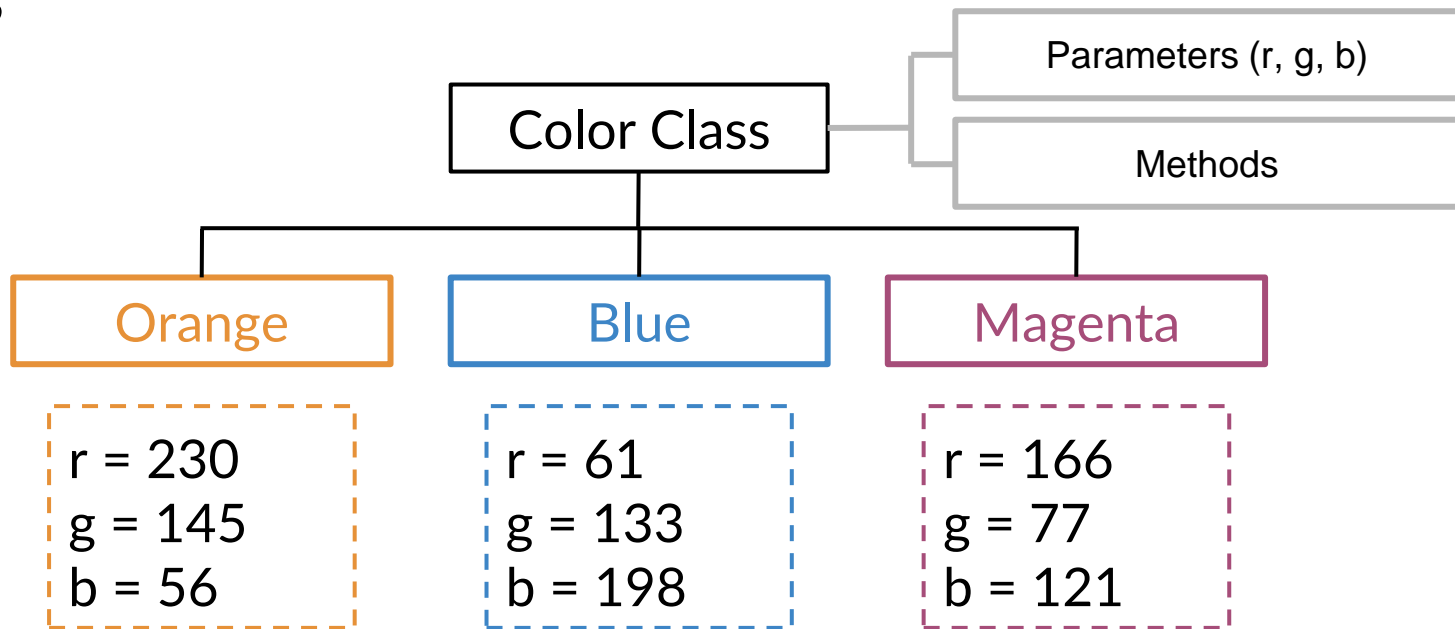 Parameters (r, g, b)
Color Class
Methods
Orange
Blue
Magenta
r = 230
g = 145
b = 56
r = 61
g = 133
b = 198
r = 166
g = 77
b = 121